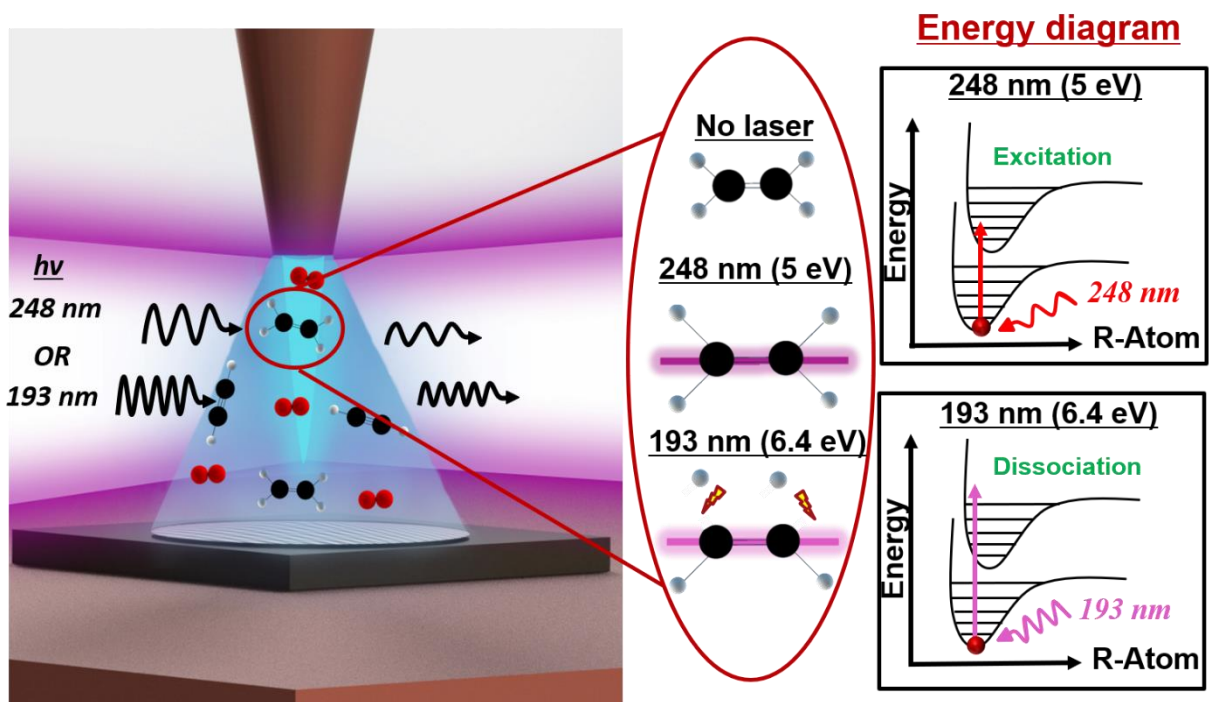 hv
248 nm
OR
193 nm
No laser
248 nm (5 eV)
193 nm (6.4 eV)
Energy diagram
248 nm (5 eV)
Excitation
Energy
248 nm
R-Atom
193 nm (6.4 eV)
Dissociation
Energy
193 nm
R-Atom